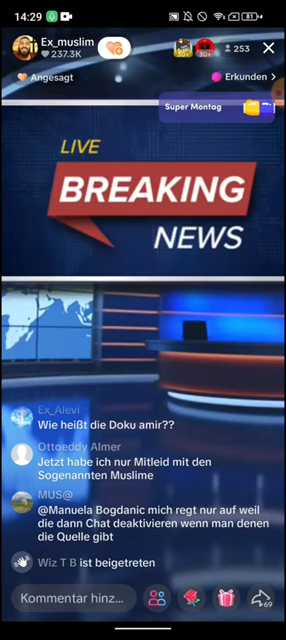 14:29
81
Ex_muslim
237.3K
30+
253
Angesagt
Erkunden >
Super Montag
LIVE
BREAKING
NEWS
Ex_Alevi
Wie heißt die Doku amir??
Ottoeddy Almer
Jetzt habe ich nur Mitleid mit den
Sogenannten Muslime
MUS@
@Manuela Bogdanic mich regt nur auf weil
die dann Chat deaktivieren wenn man denen
die Quelle gibt
Wiz T B ist beigetreten
Kommentar hinz...
69